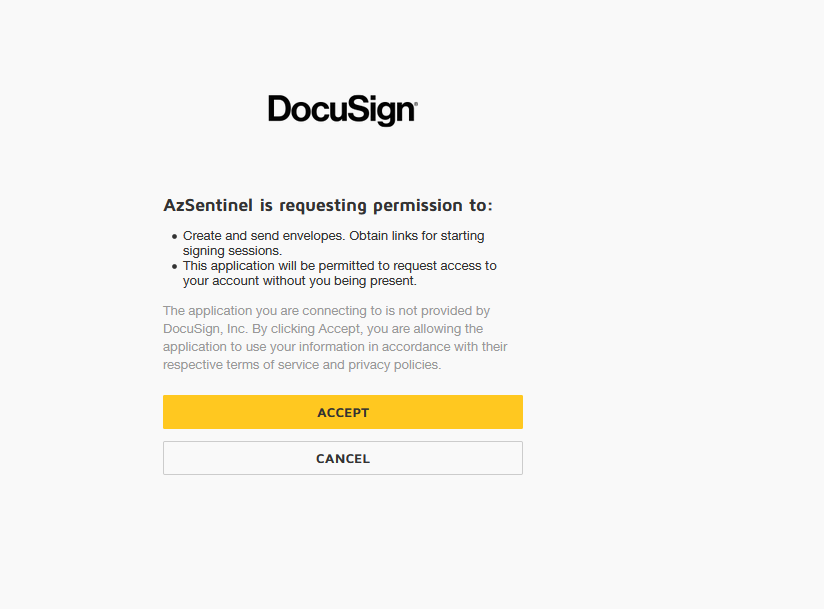 DocuSign®
AzSentinel is requesting permission to:
• Create and send envelopes. Obtain links for starting
signing sessions.
• This application will be permitted to request access to
your account without you being present.
The application you are connecting to is not provided by
DocuSign, Inc. By clicking Accept, you are allowing the
application to use your information in accordance with their
respective terms of service and privacy policies.
ACCEPT
CANCEL